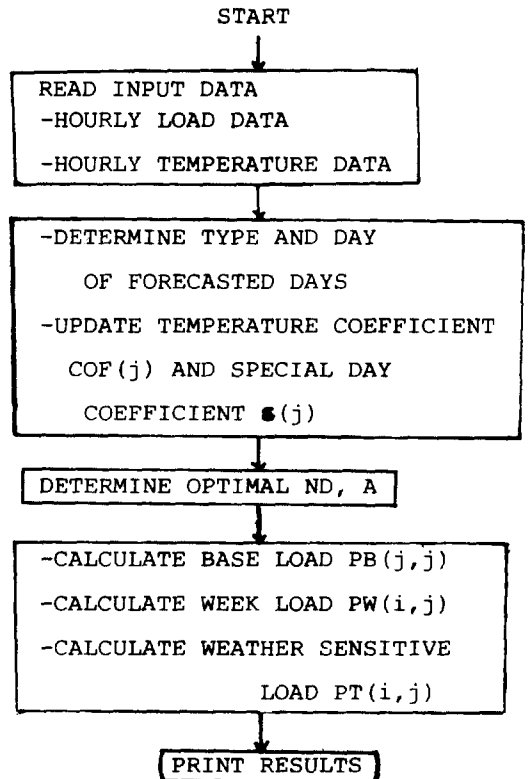 START
READ INPUT DATA
-HOURLY LOAD DATA
-HOURLY TEMPERATURE DATA
-DETERMINE TYPE AND DAY
OF FORECASTED DAYS
-UPDATE TEMPERATURE COEFFICIENT
COF(j) AND SPECIAL DAY
COEFFICIENT s(j)
DETERMINE OPTIMAL ND, A
-CALCULATE BASE LOAD PB(j,j)
-CALCULATE WEEK LOAD PW(i,j)
-CALCULATE WEATHER SENSITIVE
LOAD PT(i,j)
PRINT RESULTS